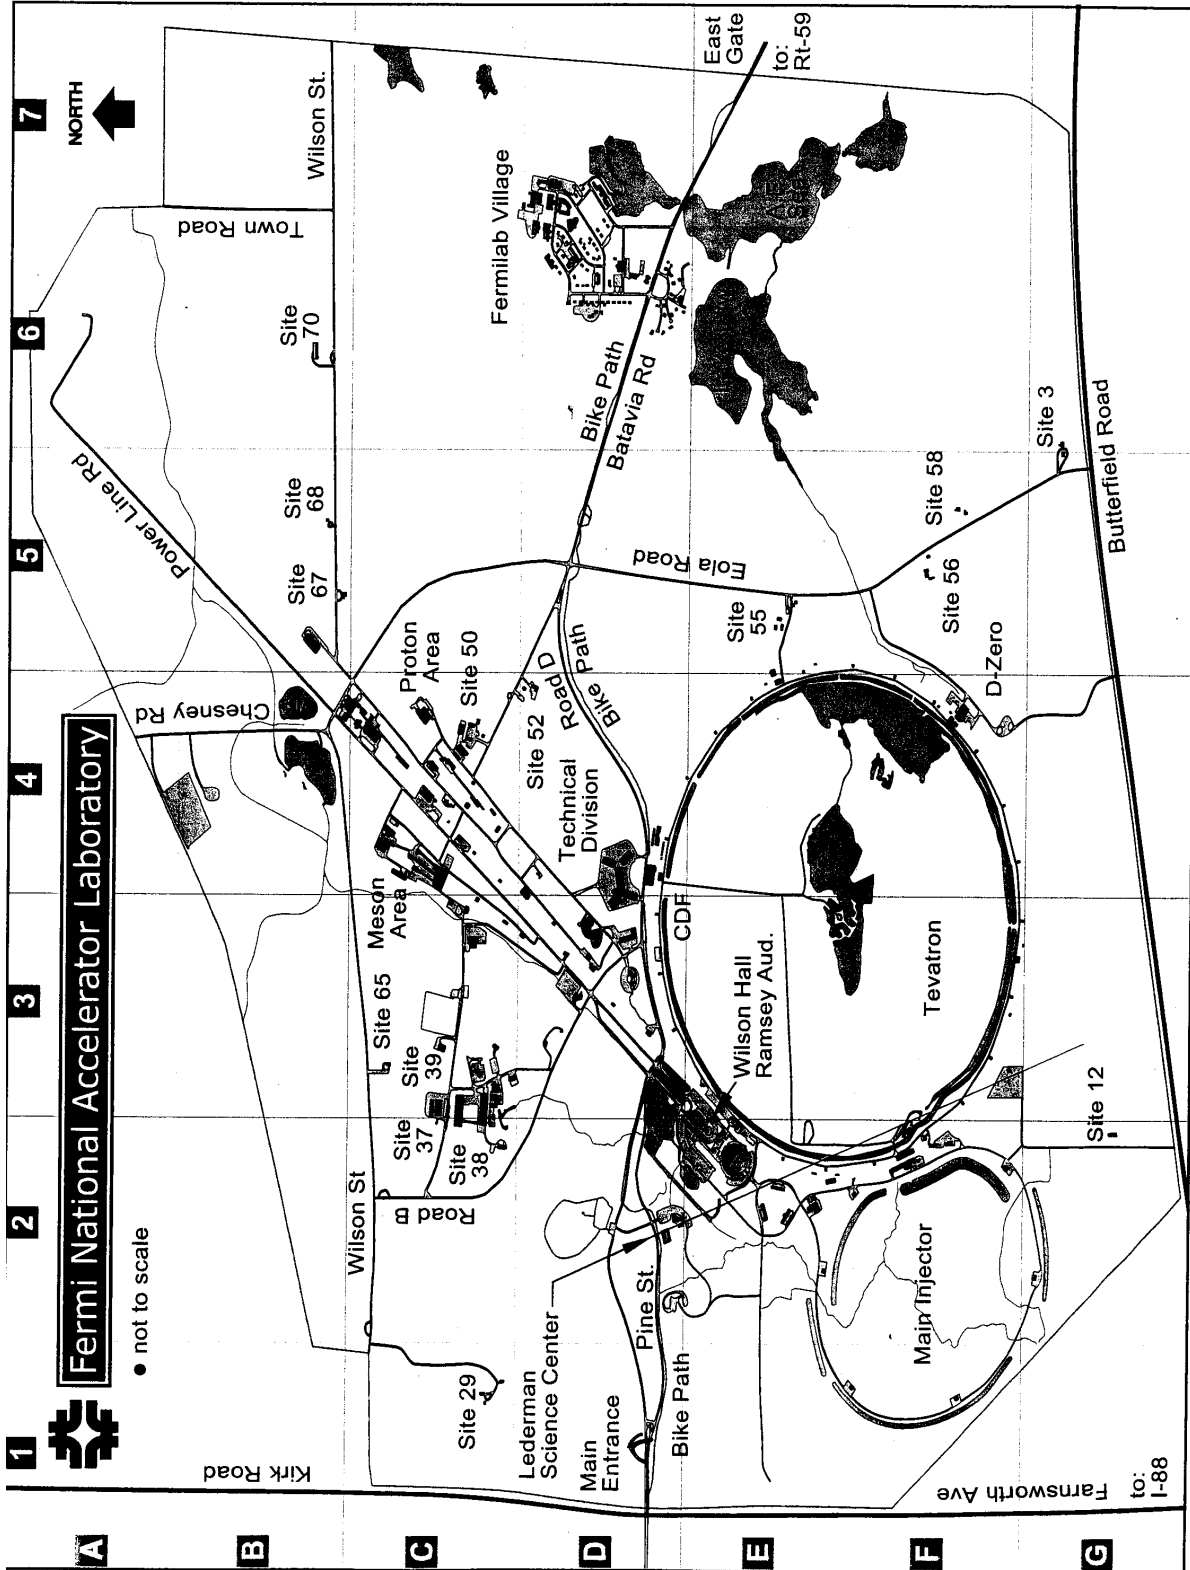 Fermi National Accelerator Laboratory
● not to scale
NORTH
1
2
3
4
5
6
7
A
B
C
D
E
F
G
Kirk Road
Wilson St
Road B
Site 29
Site
37
Site
38
Site
39
Site 65
Meson
Area
Chesney Rd
Power Line Rd
Proton
Area
Site 50
Site 52
Site
67
Site
68
Site
70
Town Road
Wilson St.
Fermilab Village
East
Gate
to:
Rt-59
Lederman
Science Center
Main
Entrance
Pine St.
Bike Path
Technical
Division
Road D
Bike Path
Bike Path
Batavia Rd
Eola Road
CDF
Wilson Hall
Ramsey Aud.
Site
55
Site 56
Site 58
Site 3
D-Zero
Tevatron
Main Injector
Site 12
Butterfield Road
Farnsworth Ave
to:
I-88